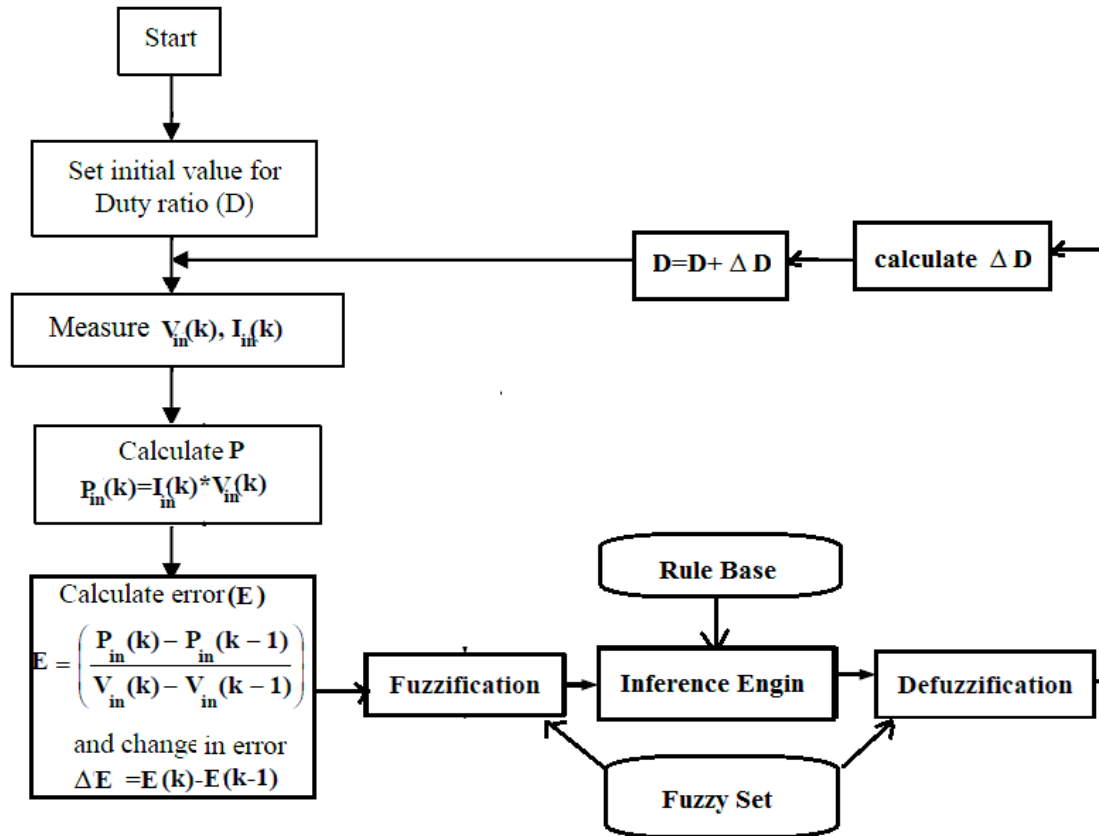 Start
Set initial value for
Duty ratio (D)
D=D+ Δ D
calculate Δ D
Measure V_in(k), I_in(k)
Calculate P
P_in(k)=I_in(k)*V_in(k)
Calculate error(E)
E = ( P_in(k) – P_in(k – 1) / V_in(k) – V_in(k – 1) )
and change in error
ΔE =E(k)-E(k-1)
Rule Base
Fuzzification
Inference Engin
Defuzzification
Fuzzy Set